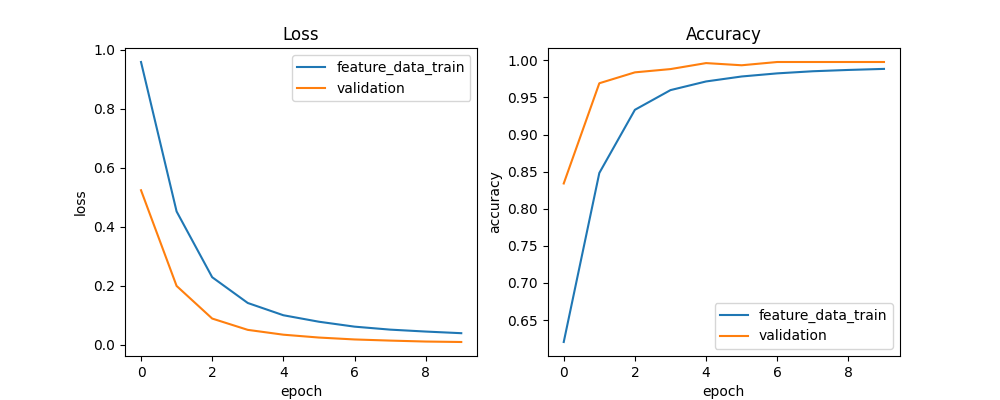 Loss
1.0
0.8
0.6
0.4
0.2
0.0
loss
0 2 4 6 8
epoch
feature_data_train
validation
Accuracy
1.00
0.95
0.90
0.85
0.80
0.75
0.70
0.65
accuracy
0 2 4 6 8
epoch
feature_data_train
validation